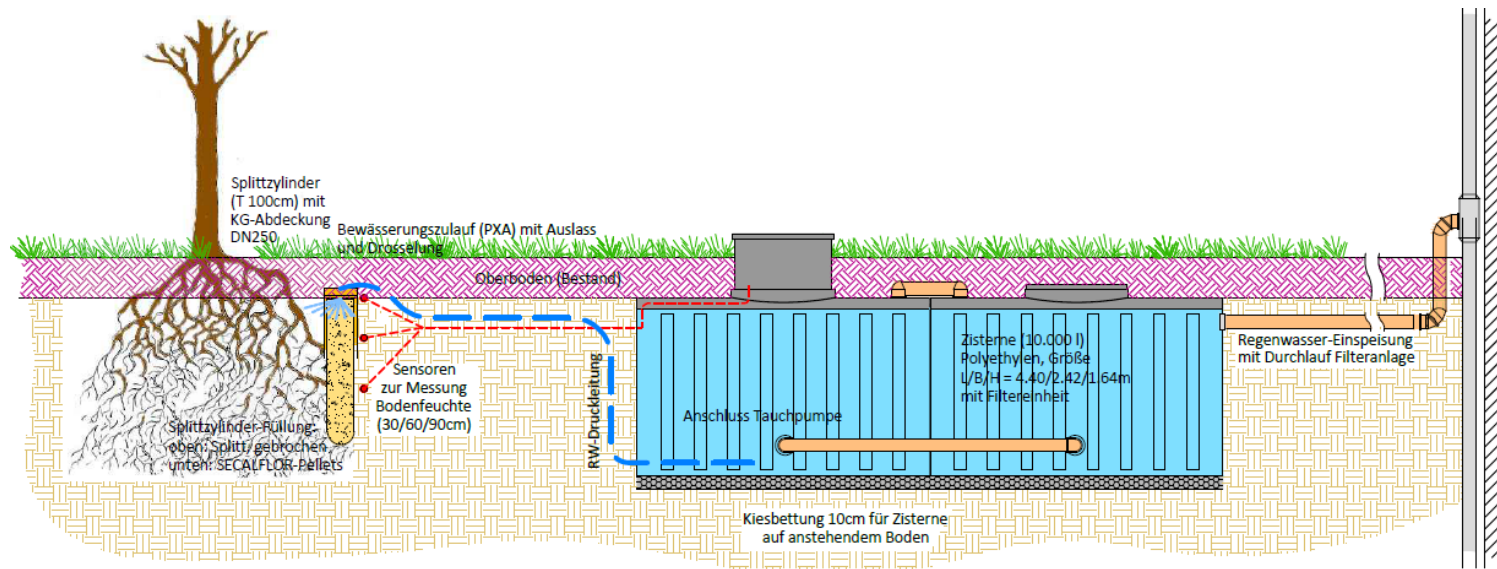 Splittzylinder
(T 100cm) mit
KG-Abdeckung
DN250
Bewässerungszulauf (PXA) mit Auslass
und Drosselung
Oberboden (Bestand)
Sensoren
zur Messung
Bodenfeuchte
(30/60/90cm)
Splittzylinder-Füllung:
oben: Splitt, gebrochen
unten: SECALFLOR-Pellets
RW-Druckleitung
Anschluss Tauchpumpe
Zisterne (10.000 l)
Polyethylen, Größe
L/B/H = 4.40/2.42/1.64m
mit Filtereinheit
Regenwasser-Einspeisung
mit Durchlauf Filteranlage
Kiesbettung 10cm für Zisterne
auf anstehendem Boden